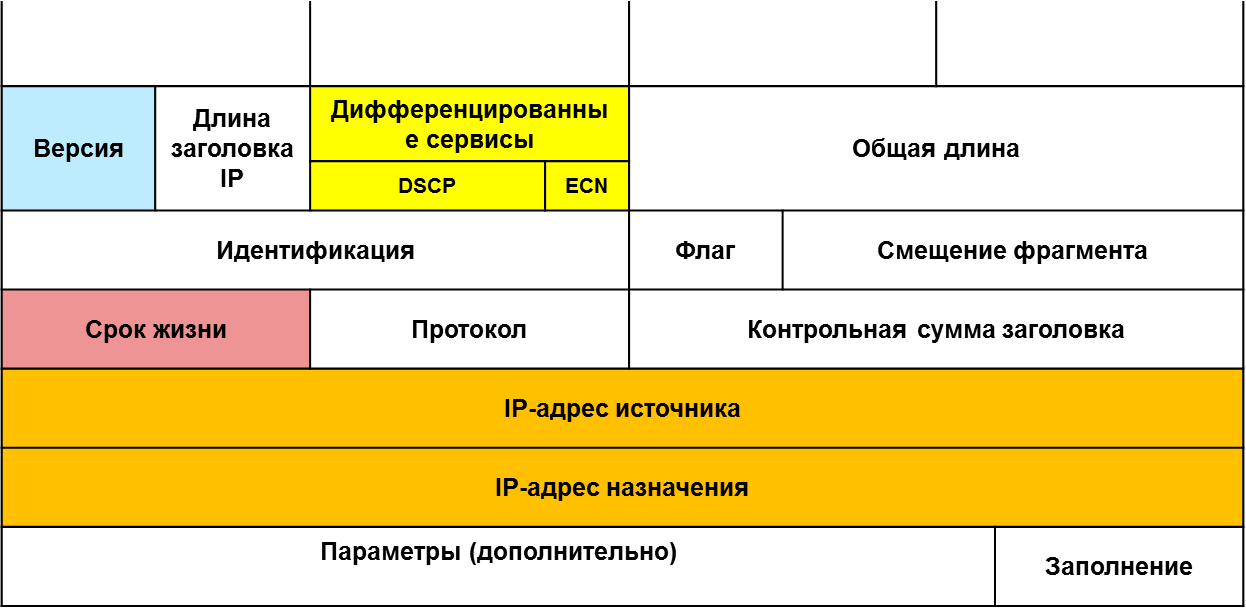 Версия
Длина
заголовка
IP
Дифференцированны
е сервисы
DSCP
ECN
Общая длина
Идентификация
Флаг
Смещение фрагмента
Срок жизни
Протокол
Контрольная сумма заголовка
IP-адрес источника
IP-адрес назначения
Параметры (дополнительно)
Заполнение